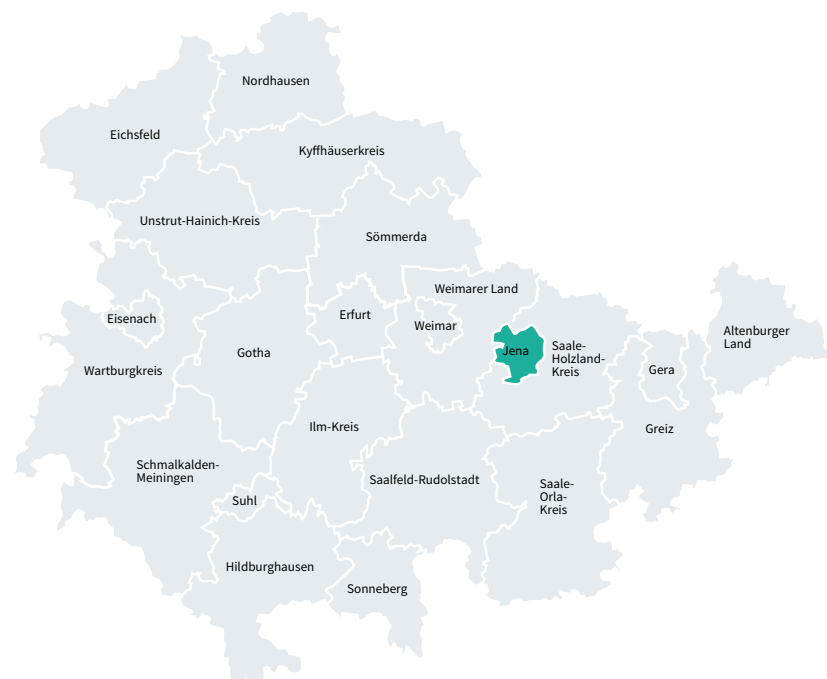 Nordhausen
Eichsfeld
Kyffhäuserkreis
Unstrut-Hainich-Kreis
Sömmerda
Weimarer Land
Eisenach
Erfurt
Weimar
Altenburger
Land
Gotha
Jena
Saale-
Holzland-
Kreis
Wartburgkreis
Gera
Ilm-Kreis
Greiz
Schmalkalden-
Meiningen
Saalfeld-Rudolstadt
Saale-
Orla-
Kreis
Suhl
Hildburghausen
Sonneberg